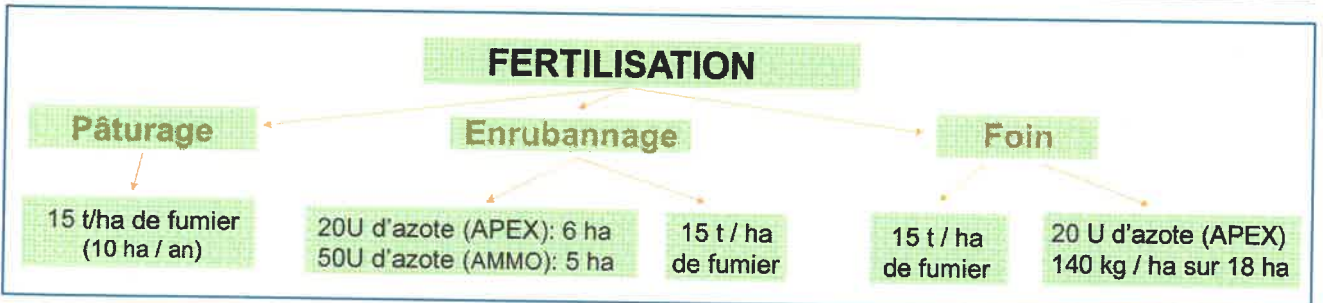 FERTILISATION
Pâturage
Enrubannage
Foin
15 t/ha de fumier
(10 ha / an)
20U d'azote (APEX): 6 ha
50U d'azote (AMMO): 5 ha
15 t / ha
de fumier
15 t / ha
de fumier
20 U d'azote (APEX)
140 kg / ha sur 18 ha